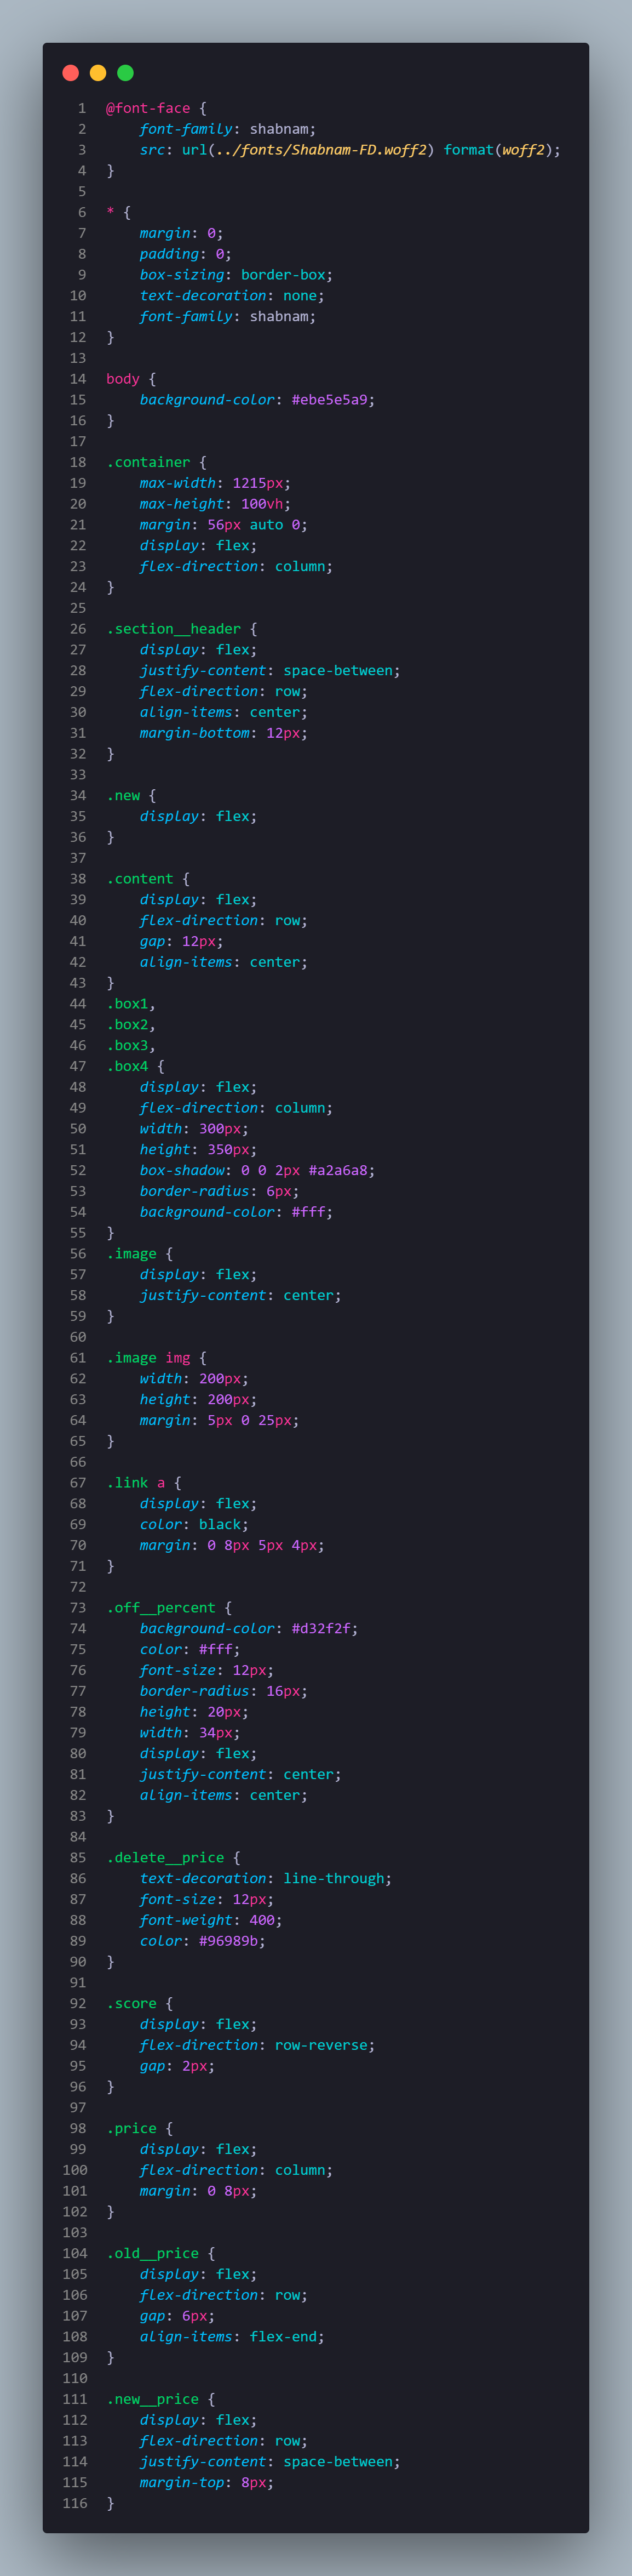 1 @font-face {
2     font-family: shabnam;
3     src: url(../fonts/Shabnam-FD.woff2) format(woff2);
4 }
5
6 * {
7     margin: 0;
8     padding: 0;
9     box-sizing: border-box;
10     text-decoration: none;
11     font-family: shabnam;
12 }
13
14 body {
15     background-color: #ebe5e5a9;
16 }
17
18 .container {
19     max-width: 1215px;
20     max-height: 100vh;
21     margin: 56px auto 0;
22     display: flex;
23     flex-direction: column;
24 }
25
26 .section__header {
27     display: flex;
28     justify-content: space-between;
29     flex-direction: row;
30     align-items: center;
31     margin-bottom: 12px;
32 }
33
34 .new {
35     display: flex;
36 }
37
38 .content {
39     display: flex;
40     flex-direction: row;
41     gap: 12px;
42     align-items: center;
43 }
44 .box1,
45 .box2,
46 .box3,
47 .box4 {
48     display: flex;
49     flex-direction: column;
50     width: 300px;
51     height: 350px;
52     box-shadow: 0 0 2px #a2a6a8;
53     border-radius: 6px;
54     background-color: #fff;
55 }
56 .image {
57     display: flex;
58     justify-content: center;
59 }
60
61 .image img {
62     width: 200px;
63     height: 200px;
64     margin: 5px 0 25px;
65 }
66
67 .link a {
68     display: flex;
69     color: black;
70     margin: 0 8px 5px 4px;
71 }
72
73 .off__percent {
74     background-color: #d32f2f;
75     color: #fff;
76     font-size: 12px;
77     border-radius: 16px;
78     height: 20px;
79     width: 34px;
80     display: flex;
81     justify-content: center;
82     align-items: center;
83 }
84
85 .delete__price {
86     text-decoration: line-through;
87     font-size: 12px;
88     font-weight: 400;
89     color: #96989b;
90 }
91
92 .score {
93     display: flex;
94     flex-direction: row-reverse;
95     gap: 2px;
96 }
97
98 .price {
99     display: flex;
100     flex-direction: column;
101     margin: 0 8px;
102 }
103
104 .old__price {
105     display: flex;
106     flex-direction: row;
107     gap: 6px;
108     align-items: flex-end;
109 }
110
111 .new__price {
112     display: flex;
113     flex-direction: row;
114     justify-content: space-between;
115     margin-top: 8px;
116 }